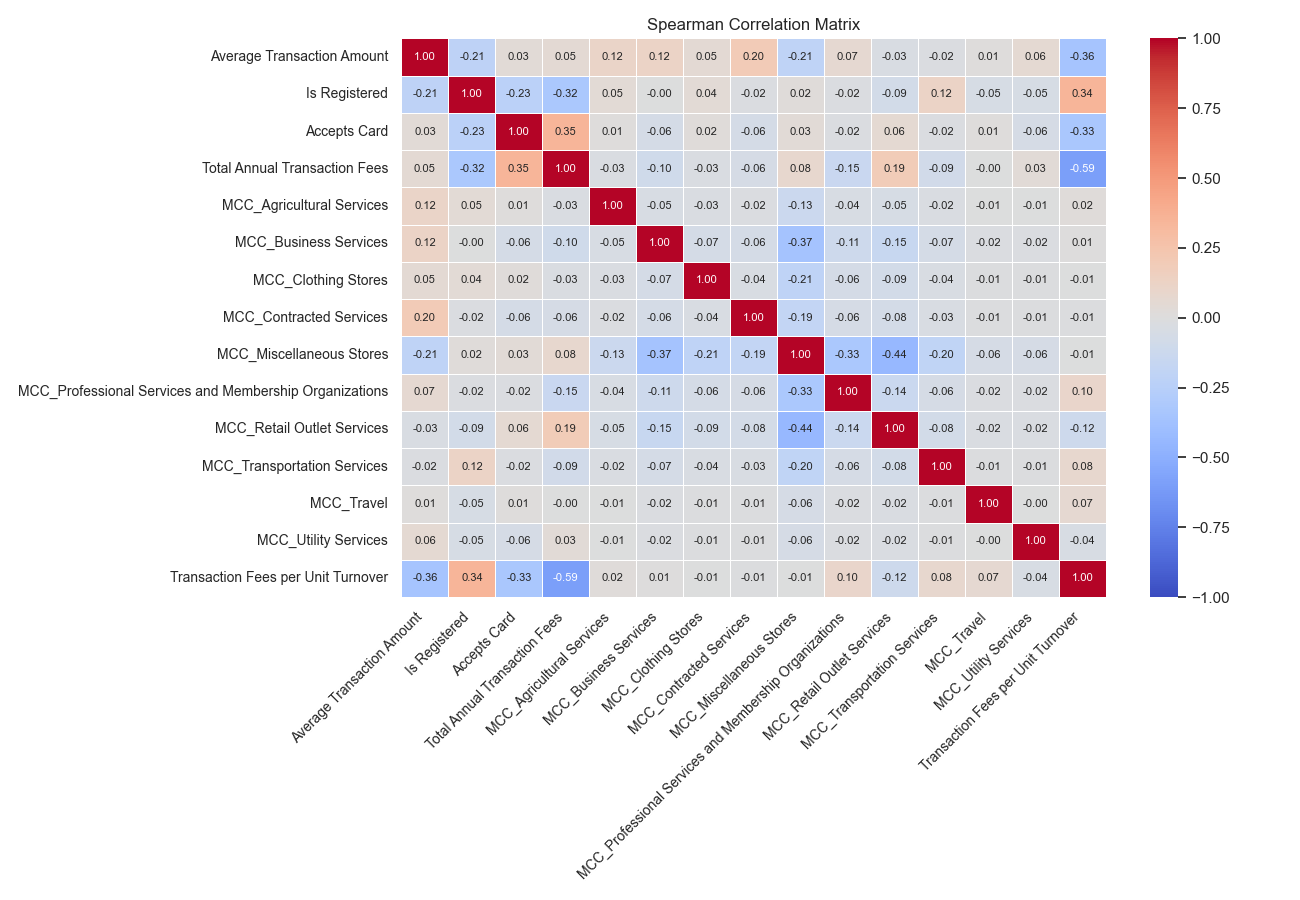 Spearman Correlation Matrix
Average Transaction Amount 1.00 -0.21 0.03 0.05 0.12 0.12 0.05 0.20 -0.21 0.07 -0.03 -0.02 0.01 0.06 -0.36
Is Registered -0.21 1.00 -0.23 -0.32 0.05 -0.00 0.04 -0.02 0.02 -0.02 -0.09 0.12 -0.05 -0.05 0.34
Accepts Card 0.03 -0.23 1.00 0.35 0.01 -0.06 0.02 -0.06 0.03 -0.02 0.06 -0.02 0.01 -0.06 -0.33
Total Annual Transaction Fees 0.05 -0.32 0.35 1.00 -0.03 -0.10 -0.03 -0.06 0.08 -0.15 0.19 -0.09 -0.00 0.03 -0.59
MCC_Agricultural Services 0.12 0.05 0.01 -0.03 1.00 -0.05 -0.03 -0.02 -0.13 -0.04 -0.05 -0.02 -0.01 -0.01 0.02
MCC_Business Services 0.12 -0.00 -0.06 -0.10 -0.05 1.00 -0.07 -0.06 -0.37 -0.11 -0.15 -0.07 -0.02 -0.02 0.01
MCC_Clothing Stores 0.05 0.04 0.02 -0.03 -0.03 -0.07 1.00 -0.04 -0.21 -0.06 -0.09 -0.04 -0.01 -0.01 -0.01
MCC_Contracted Services 0.20 -0.02 -0.06 -0.06 -0.02 -0.06 -0.04 1.00 -0.19 -0.06 -0.08 -0.03 -0.01 -0.01 -0.01
MCC_Miscellaneous Stores -0.21 0.02 0.03 0.08 -0.13 -0.37 -0.21 -0.19 1.00 -0.33 -0.44 -0.20 -0.06 -0.06 -0.01
MCC_Professional Services and Membership Organizations 0.07 -0.02 -0.02 -0.15 -0.04 -0.11 -0.06 -0.06 -0.33 1.00 -0.14 -0.06 -0.02 -0.02 0.10
MCC_Retail Outlet Services -0.03 -0.09 0.06 0.19 -0.05 -0.15 -0.09 -0.08 -0.44 -0.14 1.00 -0.08 -0.02 -0.02 -0.12
MCC_Transportation Services -0.02 0.12 -0.02 -0.09 -0.02 -0.07 -0.04 -0.03 -0.20 -0.06 -0.08 1.00 -0.01 -0.01 0.08
MCC_Travel 0.01 -0.05 0.01 -0.00 -0.01 -0.02 -0.01 -0.01 -0.06 -0.02 -0.02 -0.01 1.00 -0.00 0.07
MCC_Utility Services 0.06 -0.05 -0.06 0.03 -0.01 -0.02 -0.01 -0.01 -0.06 -0.02 -0.02 -0.01 -0.00 1.00 -0.04
Transaction Fees per Unit Turnover -0.36 0.34 -0.33 -0.59 0.02 0.01 -0.01 -0.01 -0.01 0.10 -0.12 0.08 0.07 -0.04 1.00
Average Transaction Amount
Is Registered
Accepts Card
Total Annual Transaction Fees
MCC_Agricultural Services
MCC_Business Services
MCC_Clothing Stores
MCC_Contracted Services
MCC_Miscellaneous Stores
MCC_Professional Services and Membership Organizations
MCC_Retail Outlet Services
MCC_Transportation Services
MCC_Travel
MCC_Utility Services
Transaction Fees per Unit Turnover
1.00
0.75
0.50
0.25
0.00
−0.25
−0.50
−0.75
−1.00